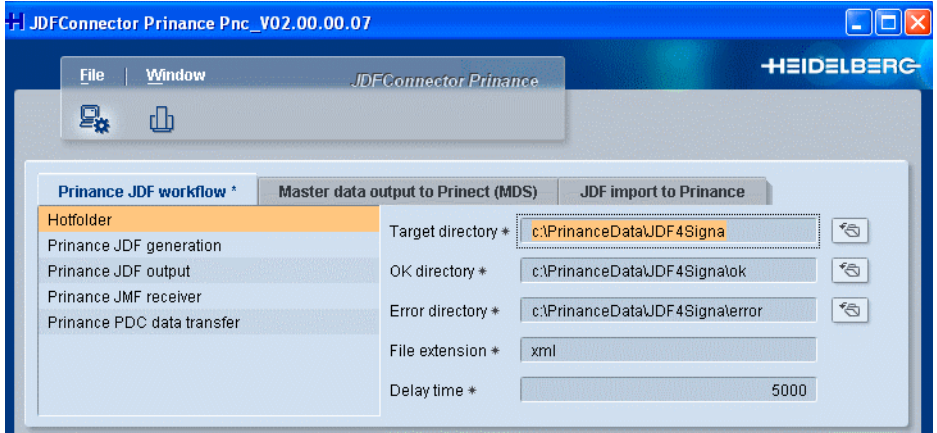 JDFConnector Prinance Pnc_V02.00.00.07
File | Window
JDFConnector Prinance
HEIDELBERG
Prinance JDF workflow * Master data output to Prinect (MDS) JDF import to Prinance
Hotfolder
Prinance JDF generation
Prinance JDF output
Prinance JMF receiver
Prinance PDC data transfer
Target directory * c:\PrinanceData\JDF4Signa
OK directory * c:\PrinanceData\JDF4Signa\ok
Error directory * c:\PrinanceData\JDF4Signa\error
File extension * xml
Delay time * 5000